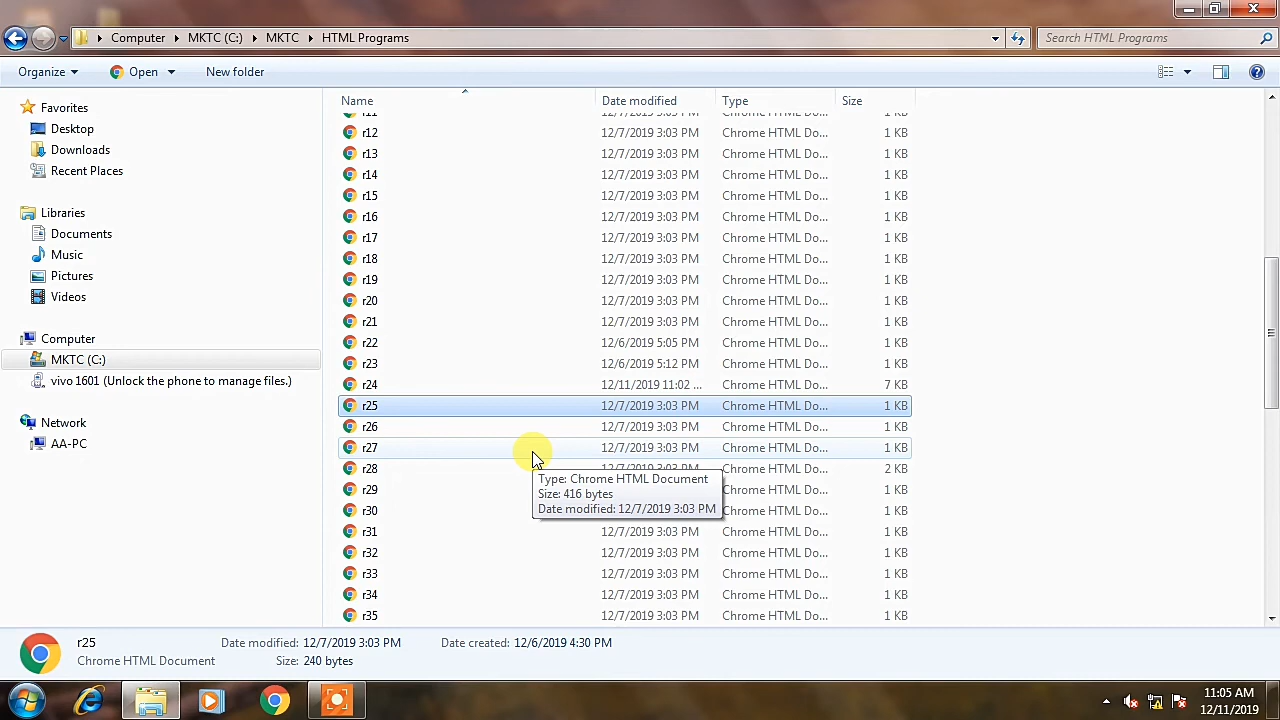 Computer MKTC (C:) MKTC HTML Programs Search HTML Programs
Organize Open New folder
Name Date modified Type Size
Favorites
Desktop
Downloads
Recent Places
Libraries
Documents
Music
Pictures
Videos
Computer
MKTC (C:)
vivo 1601 (Unlock the phone to manage files.)
Network
AA-PC
r11 12/7/2019 3:03 PM Chrome HTML Do... 1 KB
r12 12/7/2019 3:03 PM Chrome HTML Do... 1 KB
r13 12/7/2019 3:03 PM Chrome HTML Do... 1 KB
r14 12/7/2019 3:03 PM Chrome HTML Do... 1 KB
r15 12/7/2019 3:03 PM Chrome HTML Do... 1 KB
r16 12/7/2019 3:03 PM Chrome HTML Do... 1 KB
r17 12/7/2019 3:03 PM Chrome HTML Do... 1 KB
r18 12/7/2019 3:03 PM Chrome HTML Do... 1 KB
r19 12/7/2019 3:03 PM Chrome HTML Do... 1 KB
r20 12/7/2019 3:03 PM Chrome HTML Do... 1 KB
r21 12/7/2019 3:03 PM Chrome HTML Do... 1 KB
r22 12/6/2019 5:05 PM Chrome HTML Do... 1 KB
r23 12/6/2019 5:12 PM Chrome HTML Do... 1 KB
r24 12/11/2019 11:02 ... Chrome HTML Do... 7 KB
r25 12/7/2019 3:03 PM Chrome HTML Do... 1 KB
r26 12/7/2019 3:03 PM Chrome HTML Do... 1 KB
r27 12/7/2019 3:03 PM Chrome HTML Do... 1 KB
r28 12/7/2019 3:03 PM Chrome HTML Do... 2 KB
r29 Chrome HTML Do... 1 KB
r30 Chrome HTML Do... 1 KB
r31 12/7/2019 3:03 PM Chrome HTML Do... 1 KB
r32 12/7/2019 3:03 PM Chrome HTML Do... 1 KB
r33 12/7/2019 3:03 PM Chrome HTML Do... 1 KB
r34 12/7/2019 3:03 PM Chrome HTML Do... 1 KB
r35 12/7/2019 3:03 PM Chrome HTML Do... 1 KB
Type: Chrome HTML Document
Size: 416 bytes
Date modified: 12/7/2019 3:03 PM
r25 Date modified: 12/7/2019 3:03 PM Date created: 12/6/2019 4:30 PM
Chrome HTML Document Size: 240 bytes
11:05 AM
12/11/2019